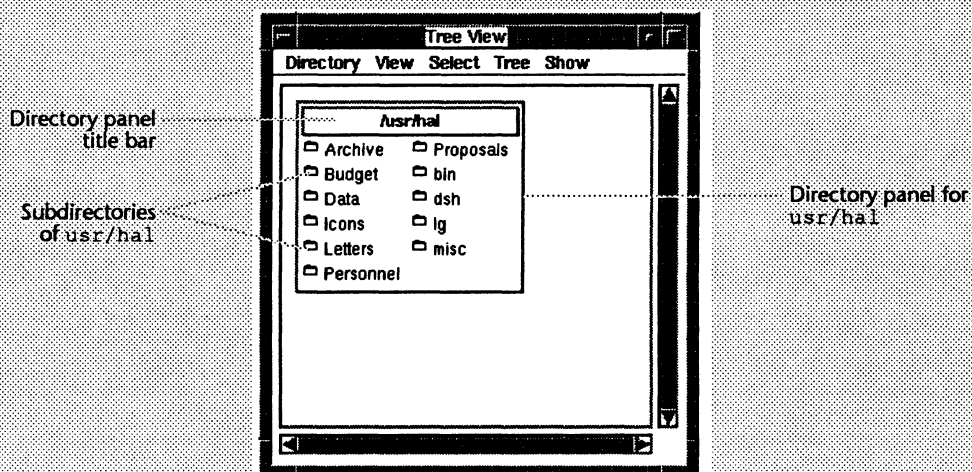 Tree View
Directory View Select Tree Show
Directory panel
title bar
/usr/hal
Archive Proposals
Budget bin
Data dsh
Icons lg
Letters misc
Personnel
Subdirectories
of usr/hal
Directory panel for
usr/hal